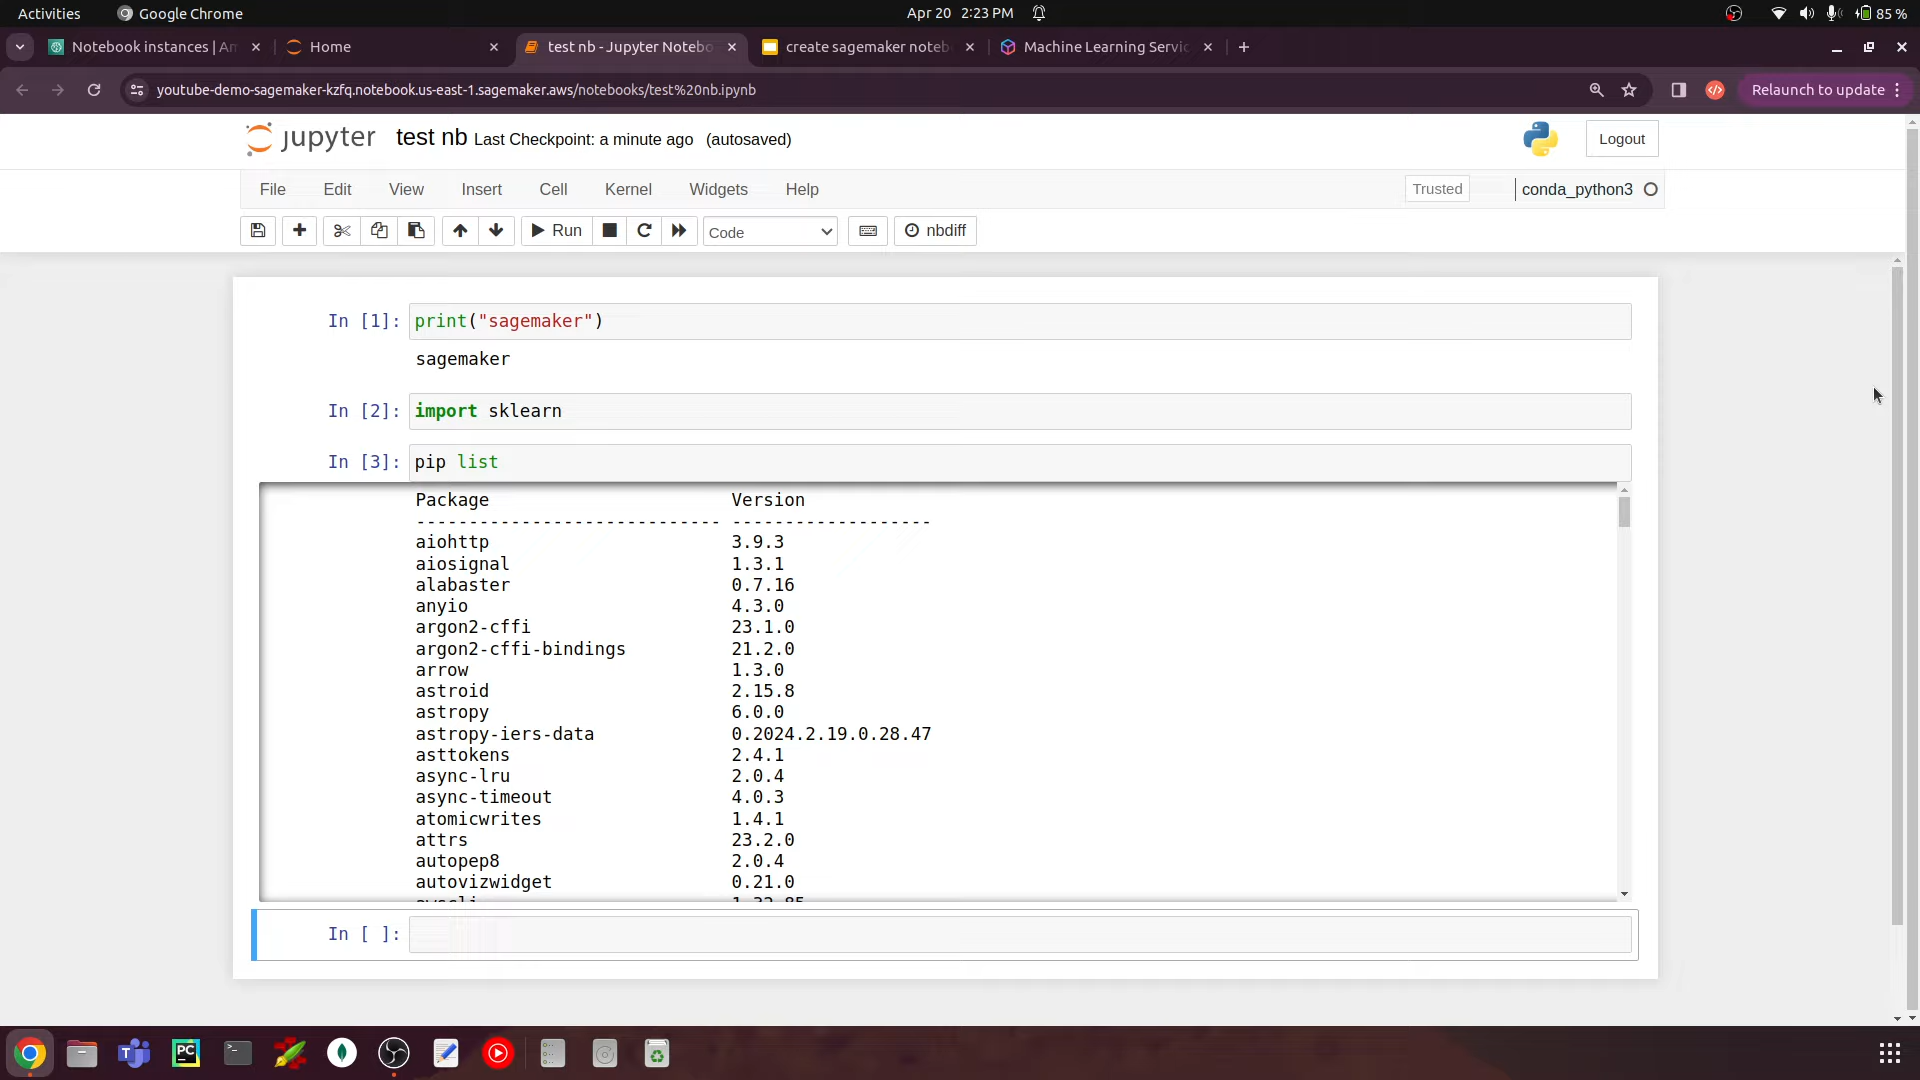 Activities Google Chrome Apr 20 2:23 PM 85 %
Notebook instances | Am Home test nb - Jupyter Notebo create sagemaker noteb Machine Learning Servic
youtube-demo-sagemaker-kzfq.notebook.us-east-1.sagemaker.aws/notebooks/test%20nb.ipynb Relaunch to update
jupyter test nb Last Checkpoint: a minute ago (autosaved) Logout
File Edit View Insert Cell Kernel Widgets Help Trusted conda_python3
Run Code nbdiff
In [1]: print("sagemaker")
sagemaker
In [2]: import sklearn
In [3]: pip list
Package Version
----------------------------- -------------------
aiohttp 3.9.3
aiosignal 1.3.1
alabaster 0.7.16
anyio 4.3.0
argon2-cffi 23.1.0
argon2-cffi-bindings 21.2.0
arrow 1.3.0
astroid 2.15.8
astropy 6.0.0
astropy-iers-data 0.2024.2.19.0.28.47
asttokens 2.4.1
async-lru 2.0.4
async-timeout 4.0.3
atomicwrites 1.4.1
attrs 23.2.0
autopep8 2.0.4
autovizwidget 0.21.0
In [ ]:
PC